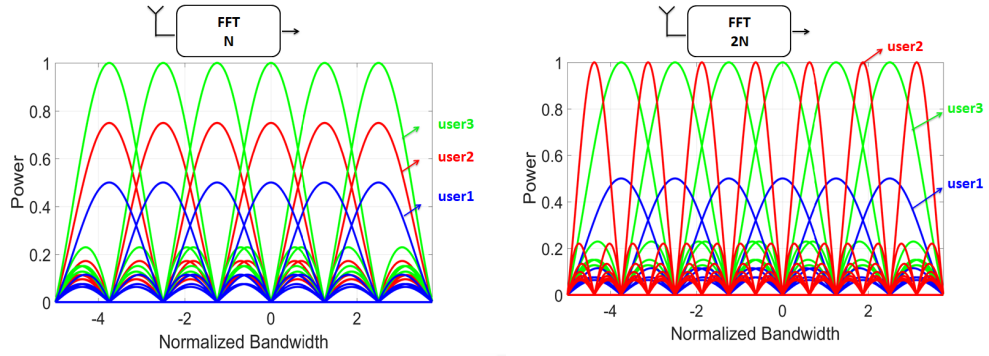 FFT
N
1
0.8
0.6
0.4
0.2
0
Power
-4
-2
0
2
Normalized Bandwidth
user3
user2
user1
FFT
2N
user2
1
0.8
0.6
0.4
0.2
0
Power
-4
-2
0
2
Normalized Bandwidth
user3
user1